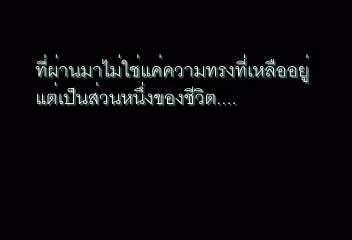 ที่ผ่านมาไม่ใช่แค่ความทรงที่เหลืออยู่
แต่เป็นส่วนหนึ่งของชีวิต....